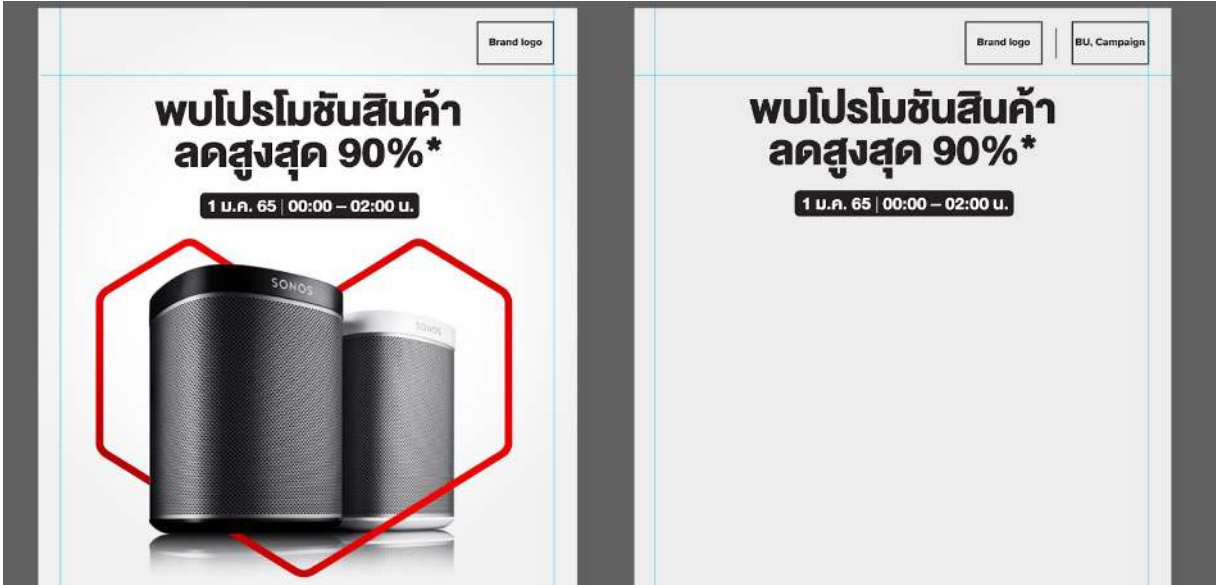 Brand logo
พบโปรโมชันสินค้า
ลดสูงสุด 90%*
1 ม.ค. 65 | 00:00 – 02:00 น.
SONOS
SONOS
Brand logo | BU, Campaign
พบโปรโมชันสินค้า
ลดสูงสุด 90%*
1 ม.ค. 65 | 00:00 – 02:00 น.